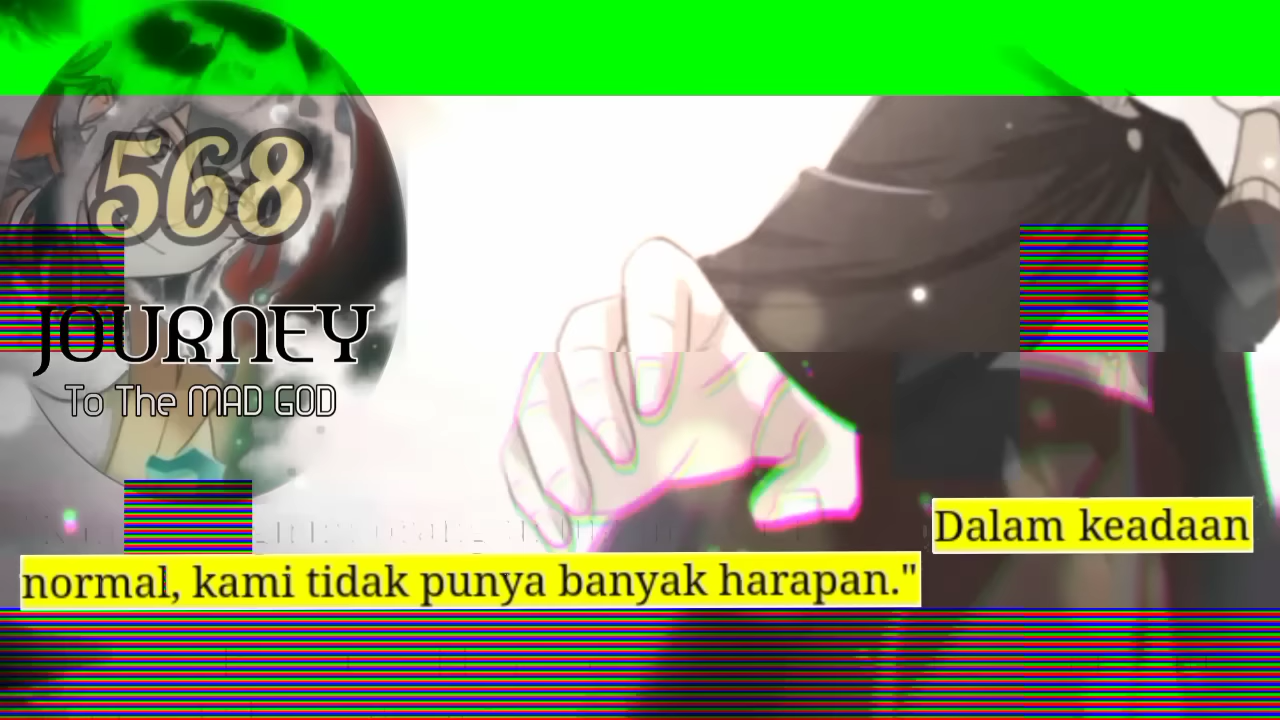 568
JOURNEY
To The MAD GOD
Dalam keadaan
normal, kami tidak punya banyak harapan."